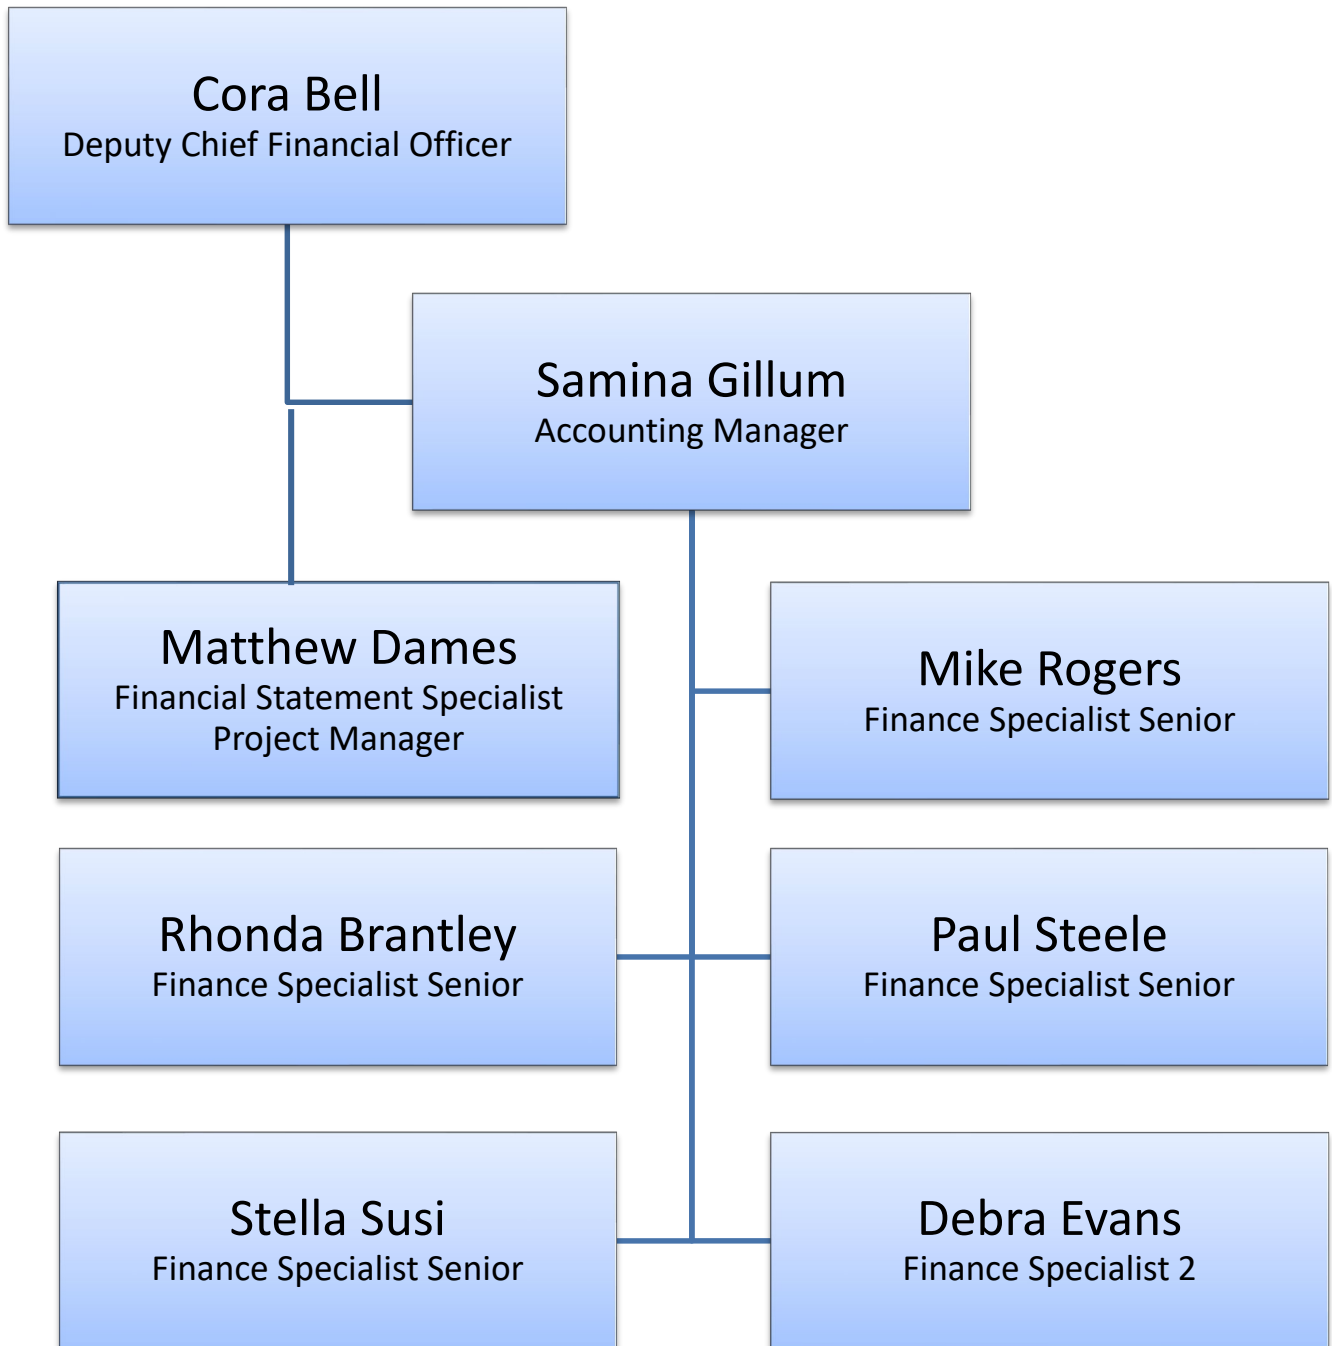 Cora Bell
Deputy Chief Financial Officer
Samina Gillum
Accounting Manager
Matthew Dames
Financial Statement Specialist
Project Manager
Mike Rogers
Finance Specialist Senior
Rhonda Brantley
Finance Specialist Senior
Paul Steele
Finance Specialist Senior
Stella Susi
Finance Specialist Senior
Debra Evans
Finance Specialist 2